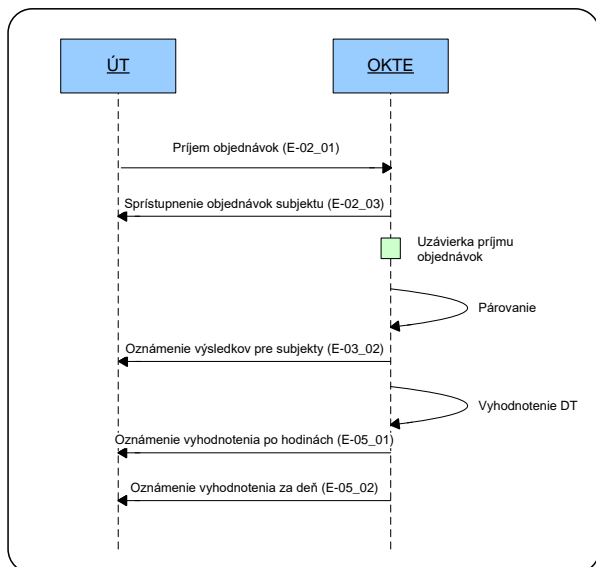 ÚT
OKTE
Príjem objednávok (E-02_01)
Sprístupnenie objednávok subjektu (E-02_03)
Uzávierka príjmu
objednávok
Párovanie
Oznámenie výsledkov pre subjekty (E-03_02)
Vyhodnotenie DT
Oznámenie vyhodnotenia po hodinách (E-05_01)
Oznámenie vyhodnotenia za deň (E-05_02)